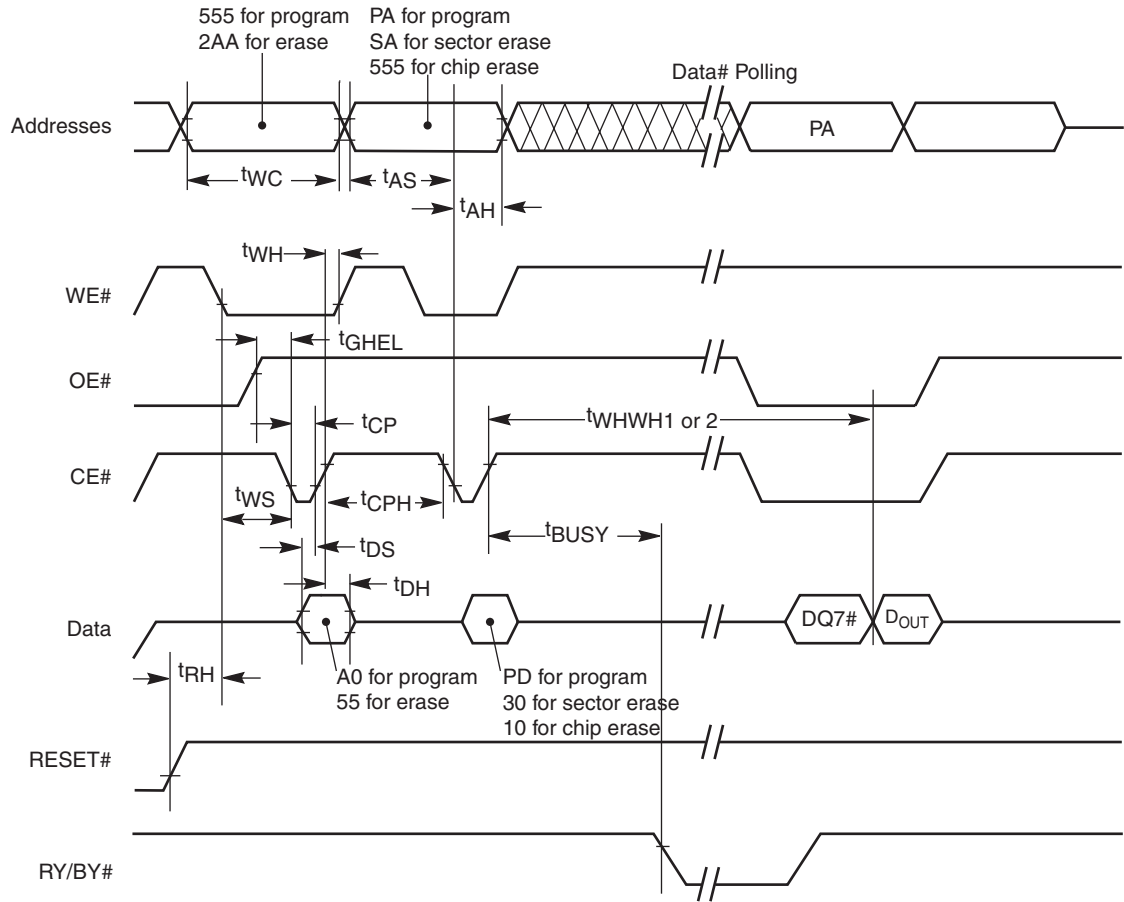 555 for program
2AA for erase
PA for program
SA for sector erase
555 for chip erase
Data# Polling
Addresses
PA
tWC
tAS
tAH
tWH
WE#
tGHEL
OE#
tCP
tWHWH1 or 2
CE#
tWS
tCPH
tBUSY
tDS
tDH
Data
DQ7#
DOUT
tRH
A0 for program
55 for erase
PD for program
30 for sector erase
10 for chip erase
RESET#
RY/BY#